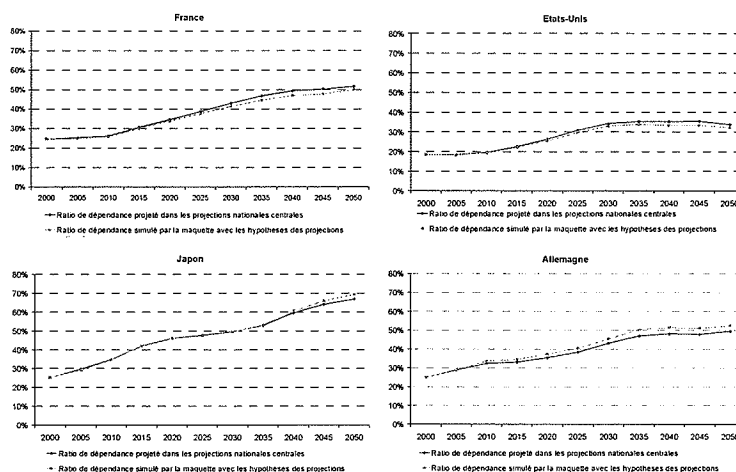 France
80%
70%
60%
50%
40%
30%
20%
10%
0%
2000 2005 2010 2015 2020 2025 2030 2035 2040 2045 2050
Ratio de dépendance projeté dans les projections nationales centrales
Ratio de dépendance simulé par la maquette avec les hypothèses des projections
Etats-Unis
80%
70%
60%
50%
40%
30%
20%
10%
0%
2000 2005 2010 2015 2020 2025 2030 2035 2040 2045 2050
Ratio de dépendance projeté dans les projections nationales centrales
Ratio de dépendance simulé par la maquette avec les hypothèses des projections
Japon
80%
70%
60%
50%
40%
30%
20%
10%
0%
2000 2005 2010 2015 2020 2025 2030 2035 2040 2045 2050
Ratio de dépendance projeté dans les projections nationales centrales
Ratio de dépendance simulé par la maquette avec les hypothèses des projections
Allemagne
80%
70%
60%
50%
40%
30%
20%
10%
0%
2000 2005 2010 2015 2020 2025 2030 2035 2040 2045 2050
Ratio de dépendance projeté dans les projections nationales centrales
Ratio de dépendance simulé par la maquette avec les hypothèses des projections